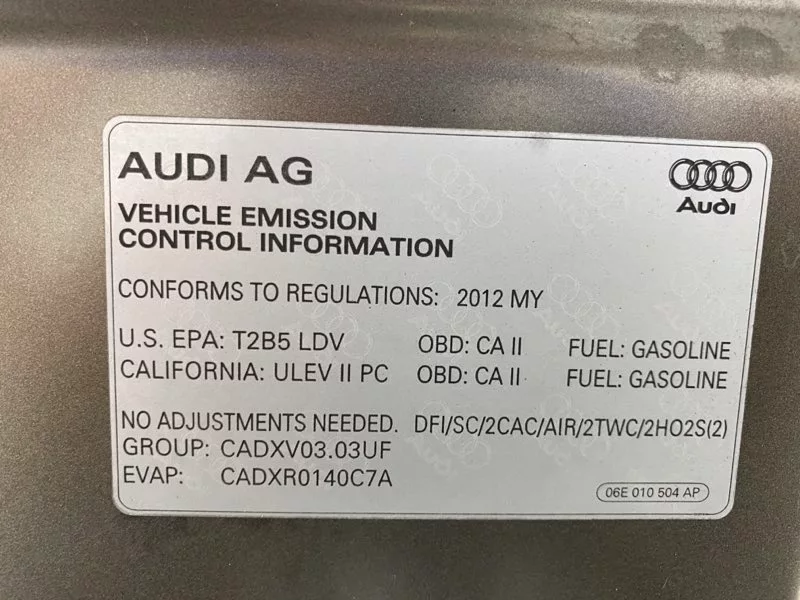 AUDI AG
Audi
VEHICLE EMISSION
CONTROL INFORMATION
CONFORMS TO REGULATIONS: 2012 MY
U.S. EPA: T2B5 LDV OBD: CA II FUEL: GASOLINE
CALIFORNIA: ULEV II PC OBD: CA II FUEL: GASOLINE
NO ADJUSTMENTS NEEDED. DFI/SC/2CAC/AIR/2TWC/2HO2S(2)
GROUP: CADXV03.03UF
EVAP: CADXR0140C7A
06E 010 504 AP